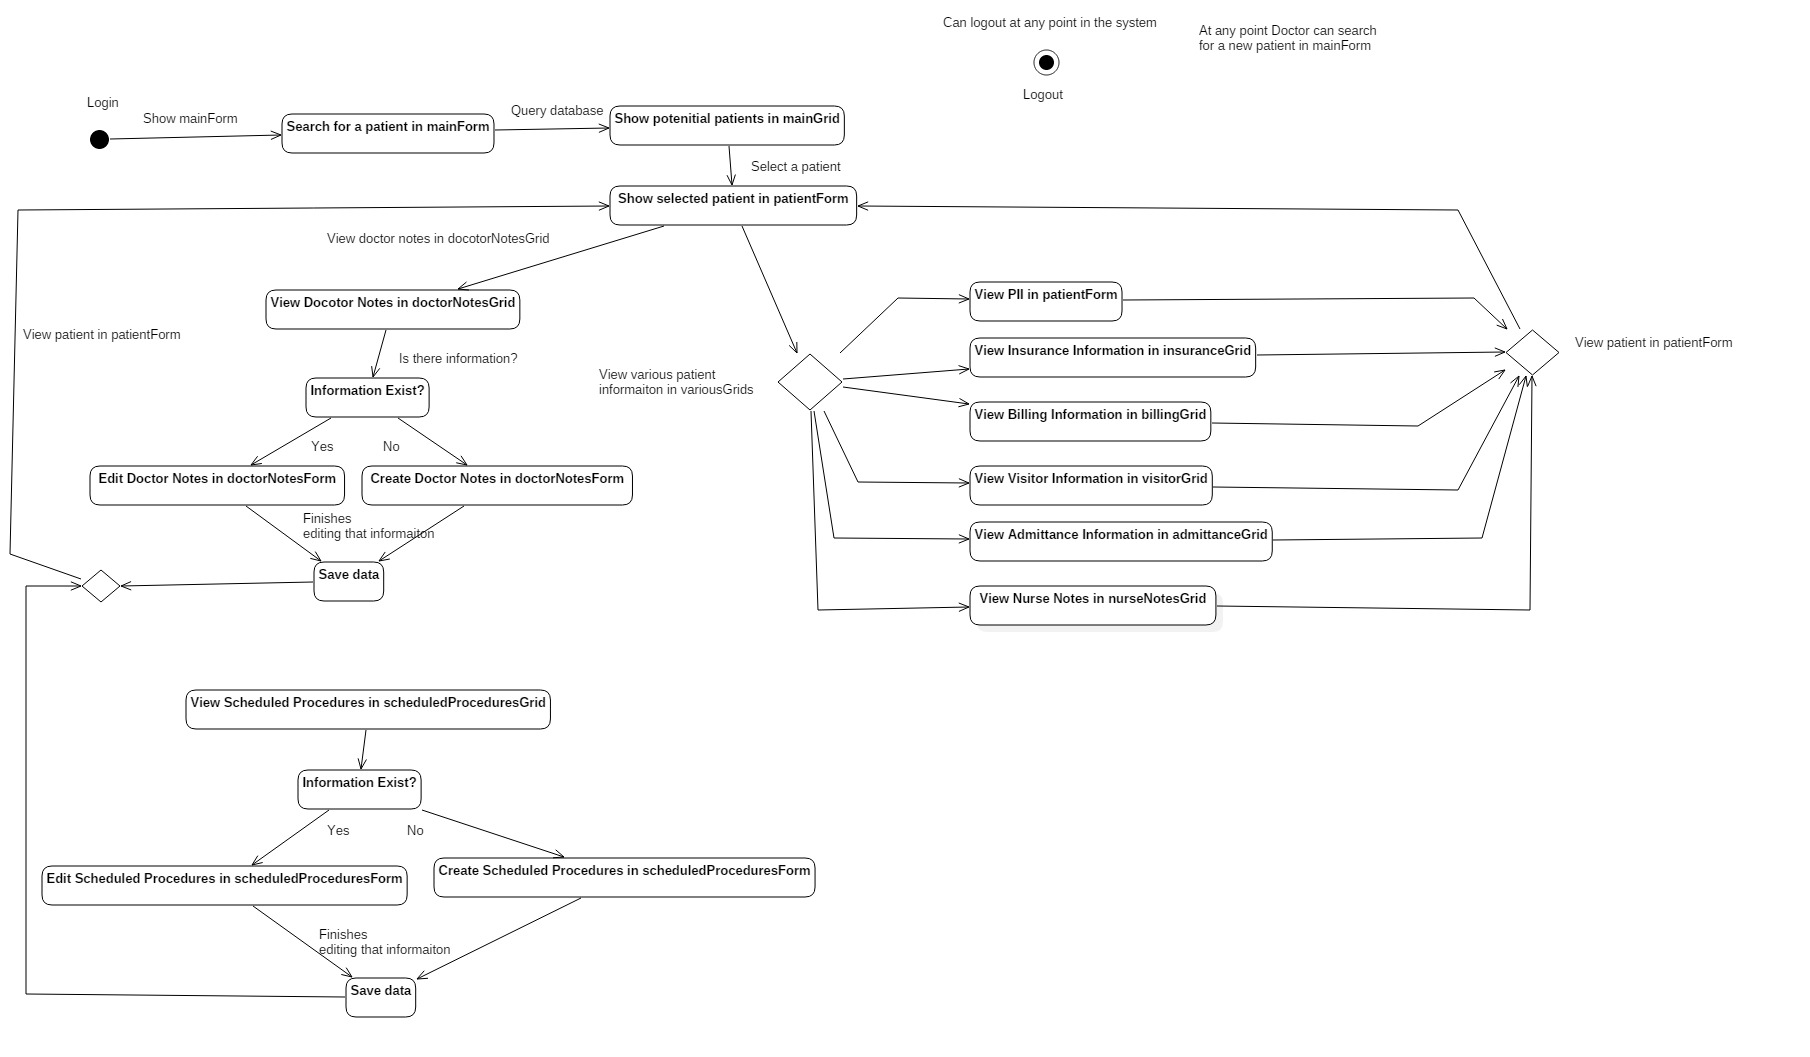 Can logout at any point in the system
At any point Doctor can search
for a new patient in mainForm
Logout
Login
Show mainForm
Search for a patient in mainForm
Query database
Show potenitial patients in mainGrid
Select a patient
Show selected patient in patientForm
View doctor notes in docotorNotesGrid
View Docotor Notes in doctorNotesGrid
View patient in patientForm
Is there information?
Information Exist?
Yes
No
Edit Doctor Notes in doctorNotesForm
Create Doctor Notes in doctorNotesForm
Finishes
editing that informaiton
Save data
View various patient
informaiton in variousGrids
View PII in patientForm
View Insurance Information in insuranceGrid
View Billing Information in billingGrid
View Visitor Information in visitorGrid
View Admittance Information in admittanceGrid
View Nurse Notes in nurseNotesGrid
View patient in patientForm
View Scheduled Procedures in scheduledProceduresGrid
Information Exist?
Yes
No
Edit Scheduled Procedures in scheduledProceduresForm
Create Scheduled Procedures in scheduledProceduresForm
Finishes
editing that informaiton
Save data